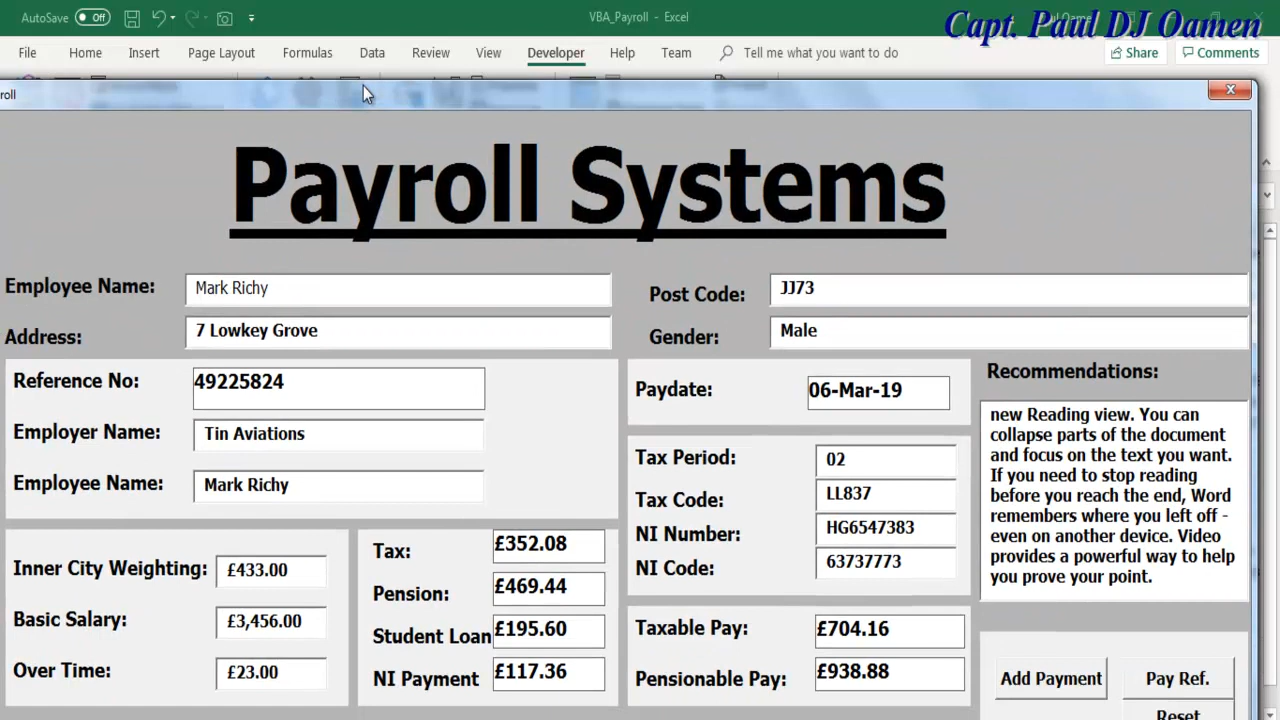 AutoSave Off VBA_Payroll - Excel Capt. Paul DJ Oamen
File Home Insert Page Layout Formulas Data Review View Developer Help Team Tell me what you want to do Share Comments
roll
Payroll Systems
Employee Name: Mark Richy
Post Code: JJ73
Address: 7 Lowkey Grove
Gender: Male
Reference No: 49225824
Employer Name: Tin Aviations
Employee Name: Mark Richy
Paydate: 06-Mar-19
Tax Period: 02
Tax Code: LL837
NI Number: HG6547383
NI Code: 63737773
Recommendations:
new Reading view. You can
collapse parts of the document
and focus on the text you want.
If you need to stop reading
before you reach the end, Word
remembers where you left off -
even on another device. Video
provides a powerful way to help
you prove your point.
Inner City Weighting: £433.00
Basic Salary: £3,456.00
Over Time: £23.00
Tax: £352.08
Pension: £469.44
Student Loan £195.60
NI Payment £117.36
Taxable Pay: £704.16
Pensionable Pay: £938.88
Add Payment Pay Ref.
Reset